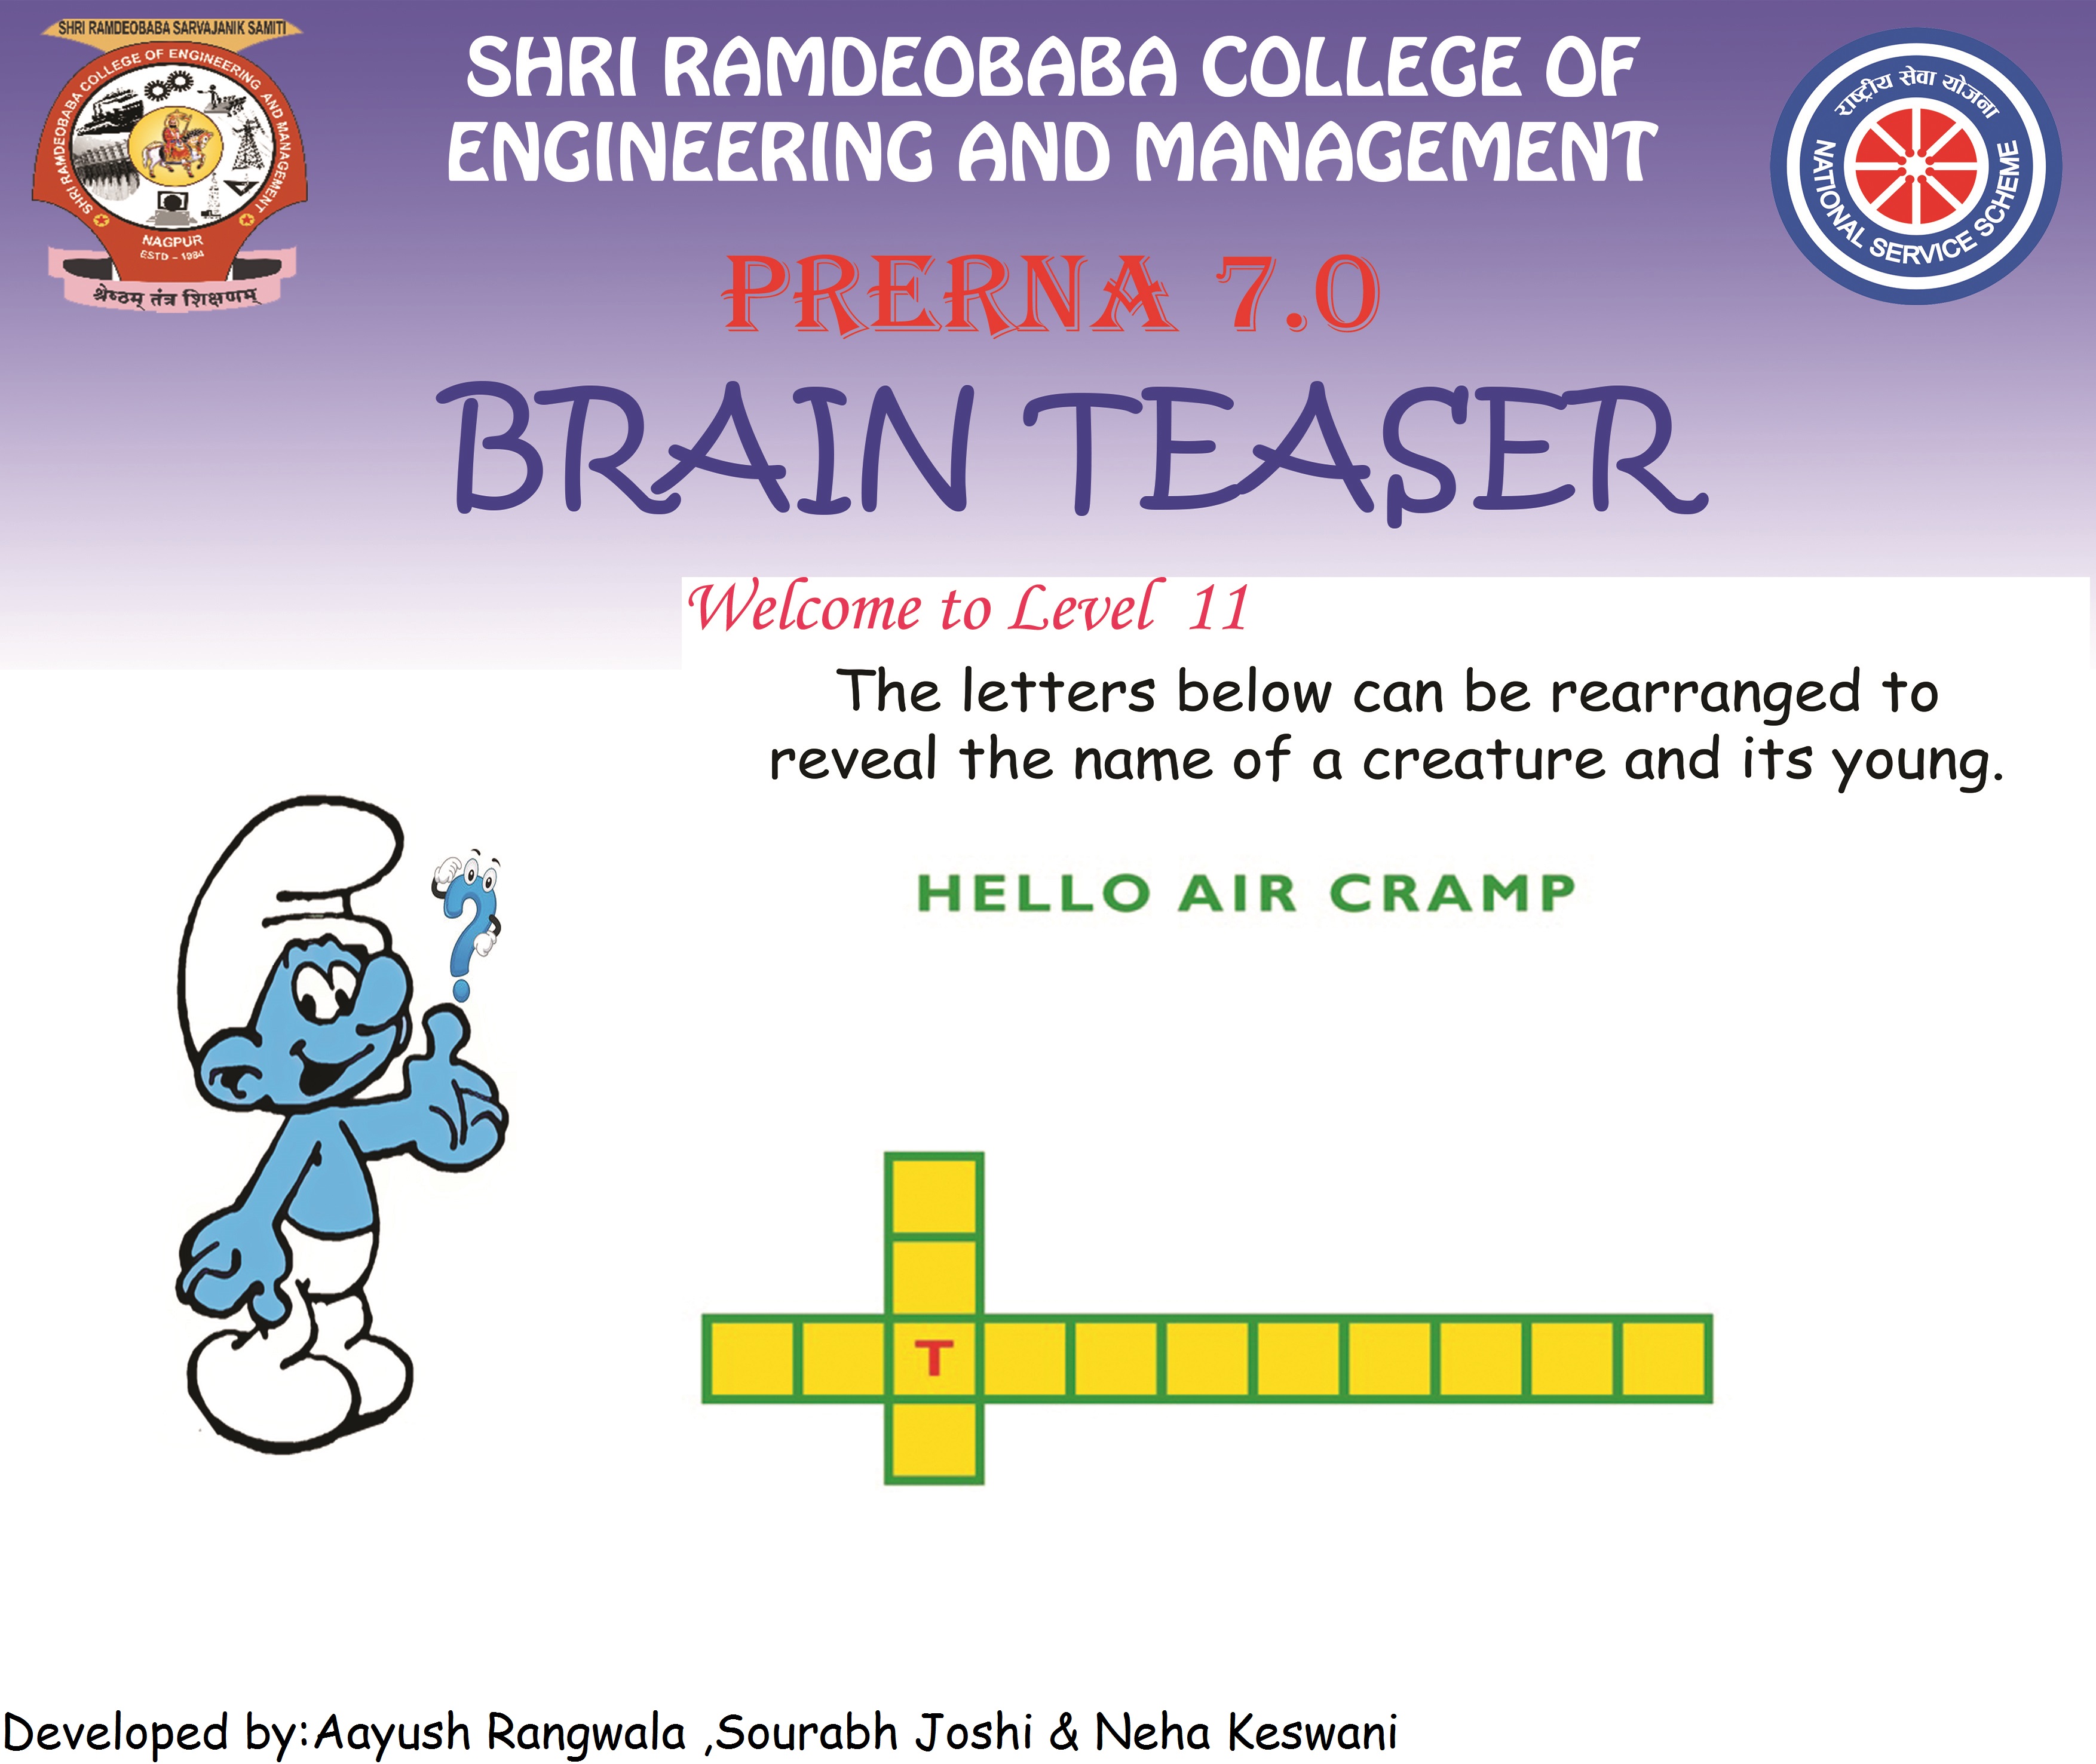 SHRI RAMDEOBABA SARVAJANIK SAMITI
SHRI RAMDEOBABA COLLEGE OF ENGINEERING AND MANAGEMENT
NAGPUR
ESTD - 1984
श्रेष्ठम् तंत्र शिक्षणम्
SHRI RAMDEOBABA COLLEGE OF
ENGINEERING AND MANAGEMENT
राष्ट्रीय सेवा योजना
NATIONAL SERVICE SCHEME
PRERNA 7.0
BRAIN TEASER
Welcome to Level 11
The letters below can be rearranged to
reveal the name of a creature and its young.
HELLO AIR CRAMP
T
Developed by:Aayush Rangwala ,Sourabh Joshi & Neha Keswani